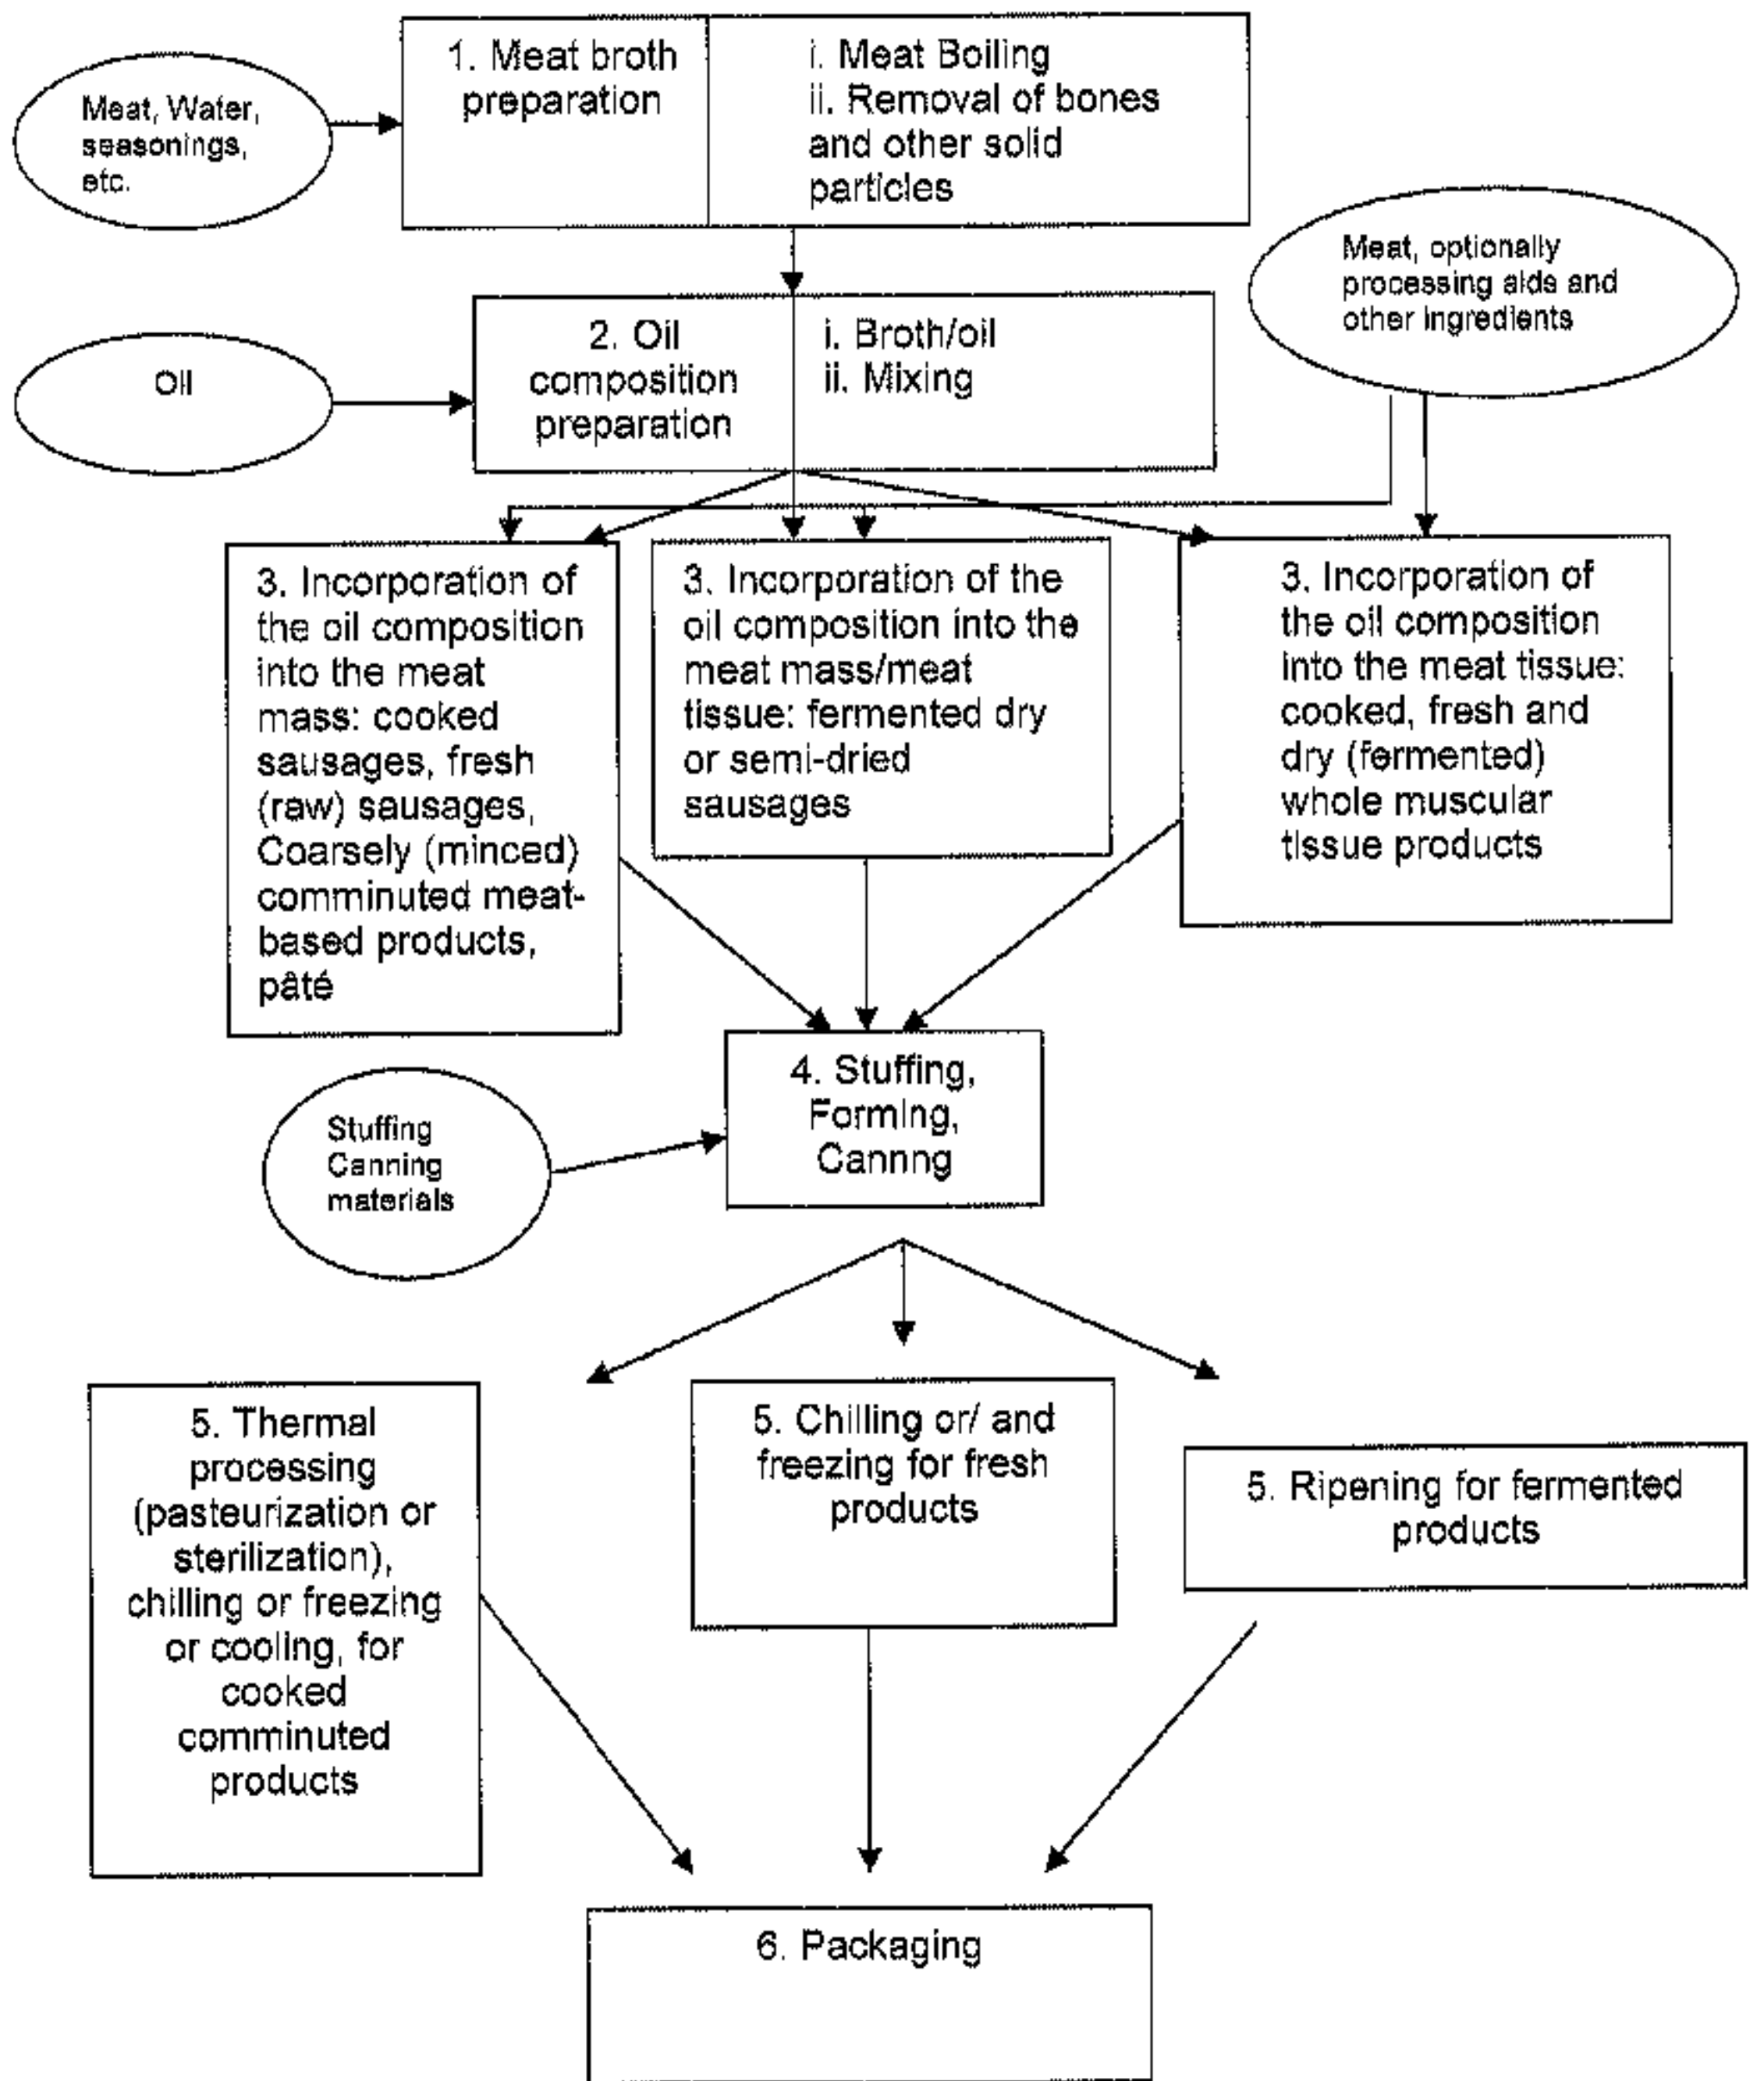 1. Meat broth
preparation
i. Meat Boiling
ii. Removal of bones
and other solid
particles
Meat, Water,
seasonings,
etc.
Meat, optionally
processing aids and
other ingredients
2. Oil
composition
preparation
i. Broth/oil
ii. Mixing
Oil
3. Incorporation of
the oil composition
into the meat
mass: cooked
sausages, fresh
(raw) sausages,
Coarsely (minced)
comminuted meat-
based products,
pâté
3. Incorporation of the
oil composition into the
meat mass/meat
tissue: fermented dry
or semi-dried
sausages
3. Incorporation of
the oil composition
into the meat tissue:
cooked, fresh and
dry (fermented)
whole muscular
tissue products
4. Stuffing,
Forming,
Cannng
Stuffing
Canning
materials
5. Thermal
processing
(pasteurization or
sterilization),
chilling or freezing
or cooling, for
cooked
comminuted
products
5. Chilling or/ and
freezing for fresh
products
5. Ripening for fermented
products
6. Packaging